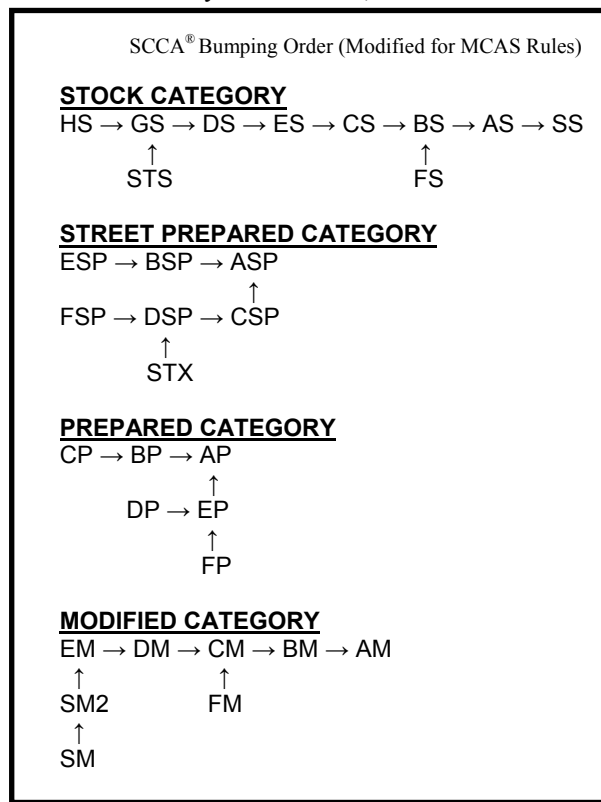 SCCA® Bumping Order (Modified for MCAS Rules)
STOCK CATEGORY
HS → GS → DS → ES → CS → BS → AS → SS
↑ ↑
STS FS
STREET PREPARED CATEGORY
ESP → BSP → ASP
↑
FSP → DSP → CSP
↑
STX
PREPARED CATEGORY
CP → BP → AP
↑
DP → EP
↑
FP
MODIFIED CATEGORY
EM → DM → CM → BM → AM
↑ ↑
SM2 FM
↑
SM